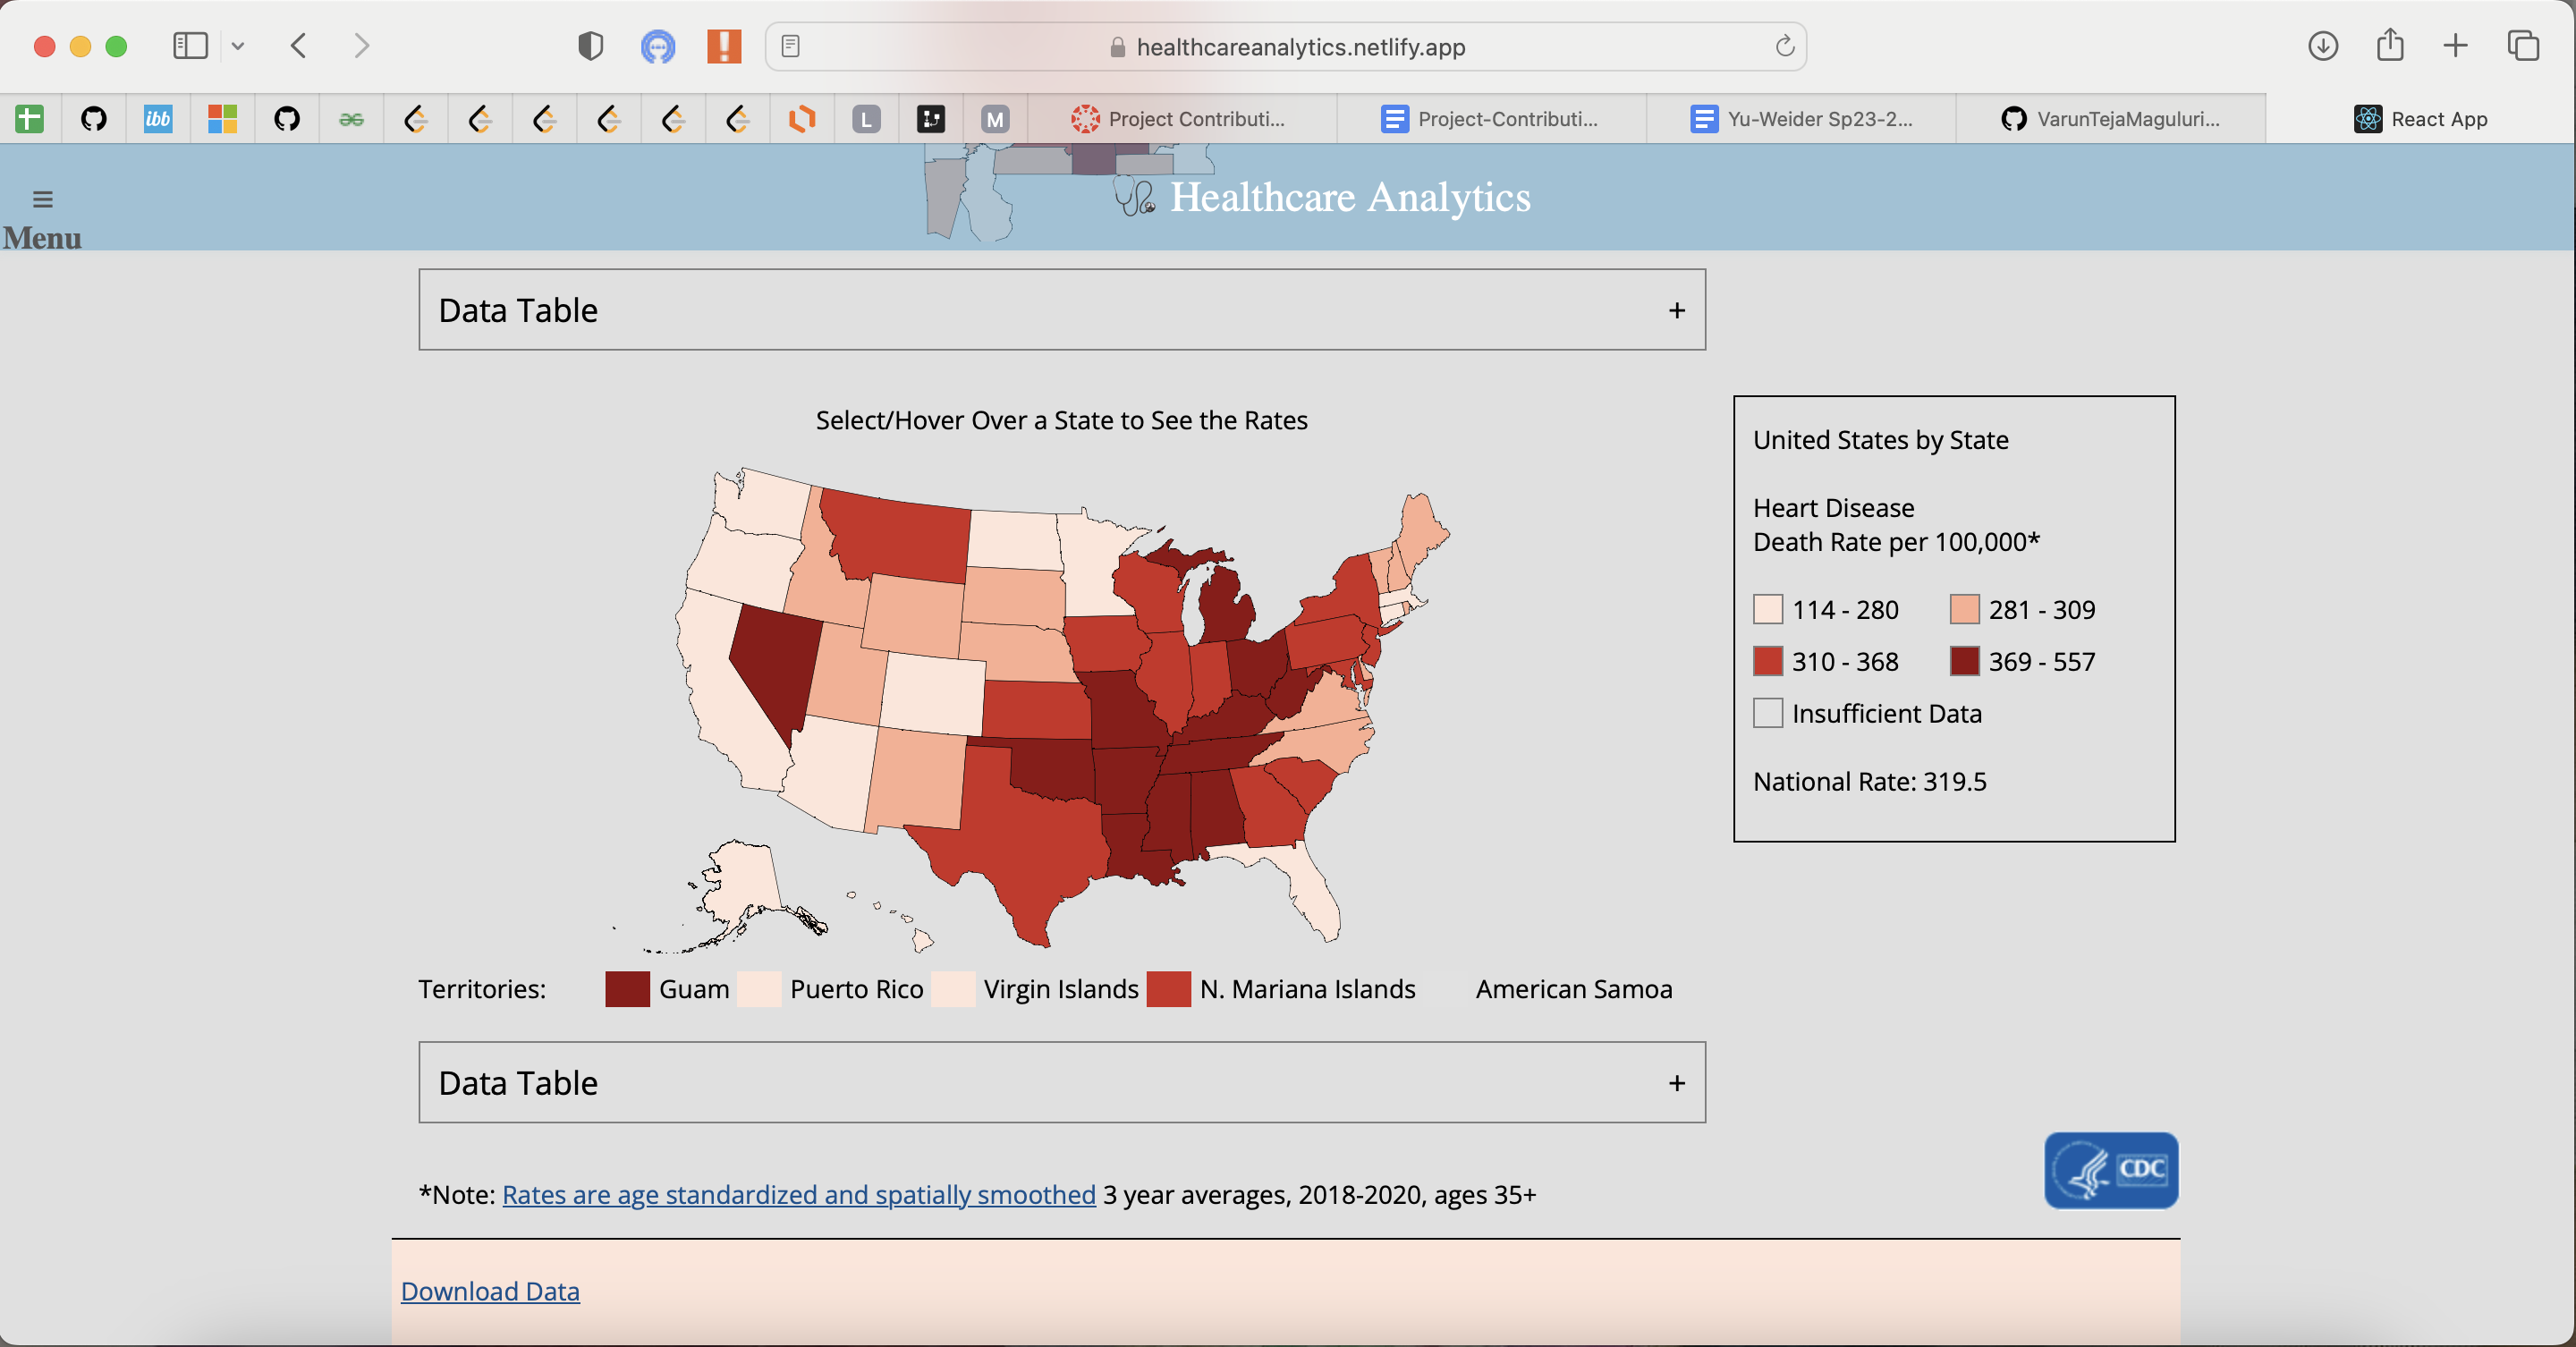 healthcareanalytics.netlify.app
ibb
L
M
Project Contributi...
Project-Contributi...
Yu-Weider Sp23-2...
VarunTejaMaguluri...
React App
Menu
Healthcare Analytics
Data Table +
Select/Hover Over a State to See the Rates
United States by State
Heart Disease
Death Rate per 100,000*
114 - 280 281 - 309
310 - 368 369 - 557
Insufficient Data
National Rate: 319.5
Territories: Guam Puerto Rico Virgin Islands N. Mariana Islands American Samoa
Data Table +
CDC
*Note: Rates are age standardized and spatially smoothed 3 year averages, 2018-2020, ages 35+
Download Data